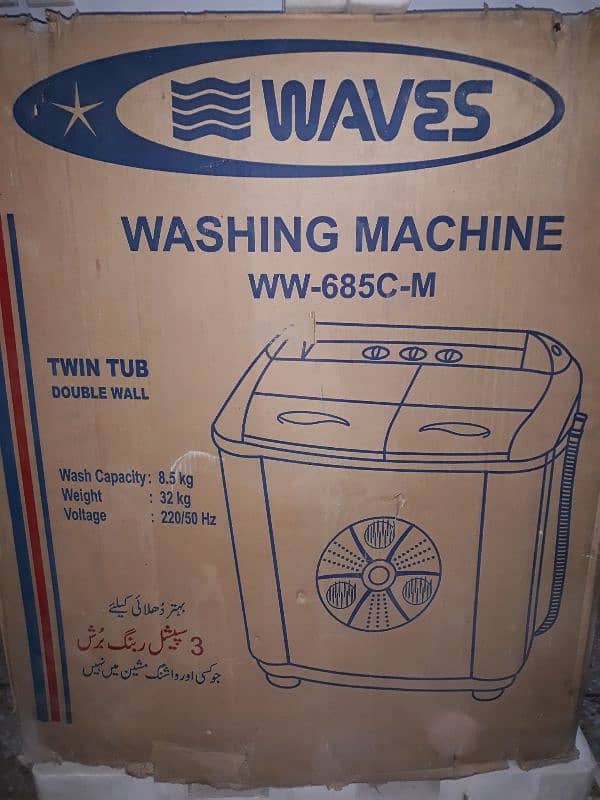 WAVES
WASHING MACHINE
WW-685C-M
TWIN TUB
DOUBLE WALL
Wash Capacity : 8.5 kg
Weight : 32 kg
Voltage : 220/50 Hz
بہتر دُھلائی کیلئے
3 سپیشل ربنگ برش
جو کسی اور واشنگ مشین میں نہیں